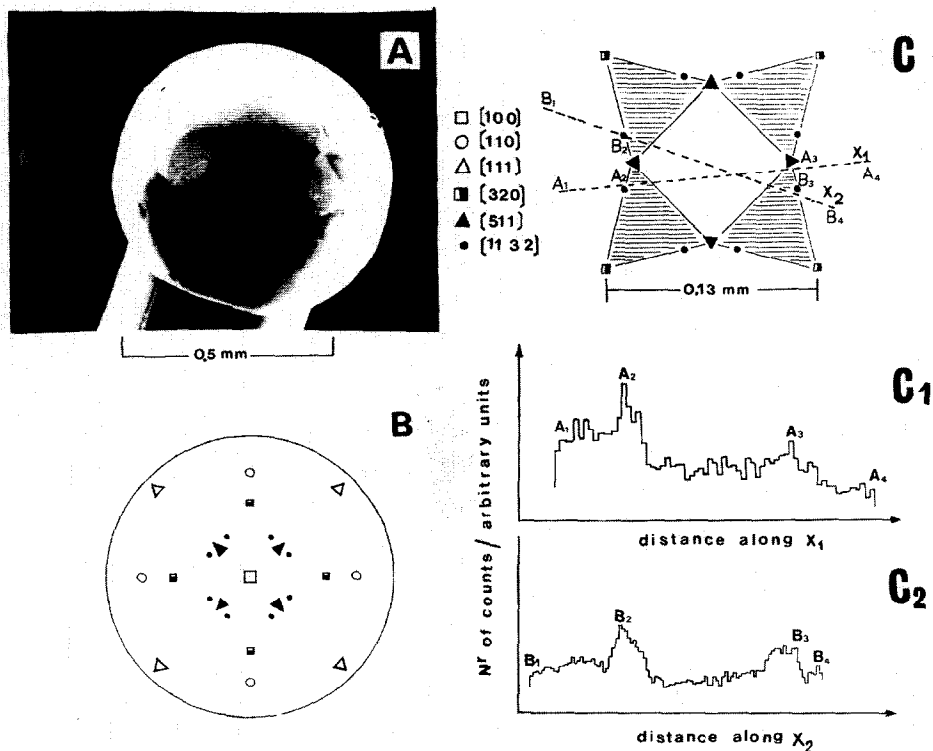 A
0,5 mm
[100]
[110]
[111]
[320]
[511]
[11 3 2]
C
B1
B2
A1
A2
A3
X1
A4
B3
X2
B4
0,13 mm
B
C1
A1
A2
A3
A4
distance along X1
Nr of counts / arbitrary units
C2
B1
B2
B3
B4
distance along X2